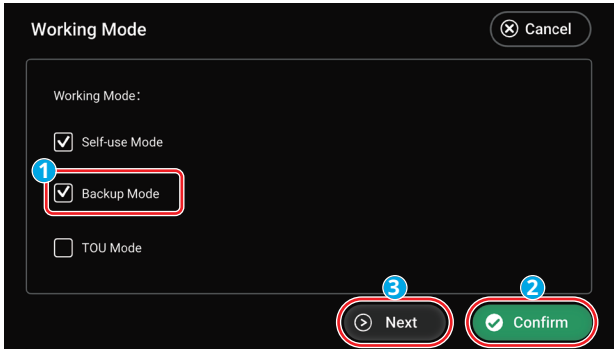 Working Mode
Cancel
Working Mode:
Self-use Mode
1
Backup Mode
TOU Mode
3
2
Next
Confirm